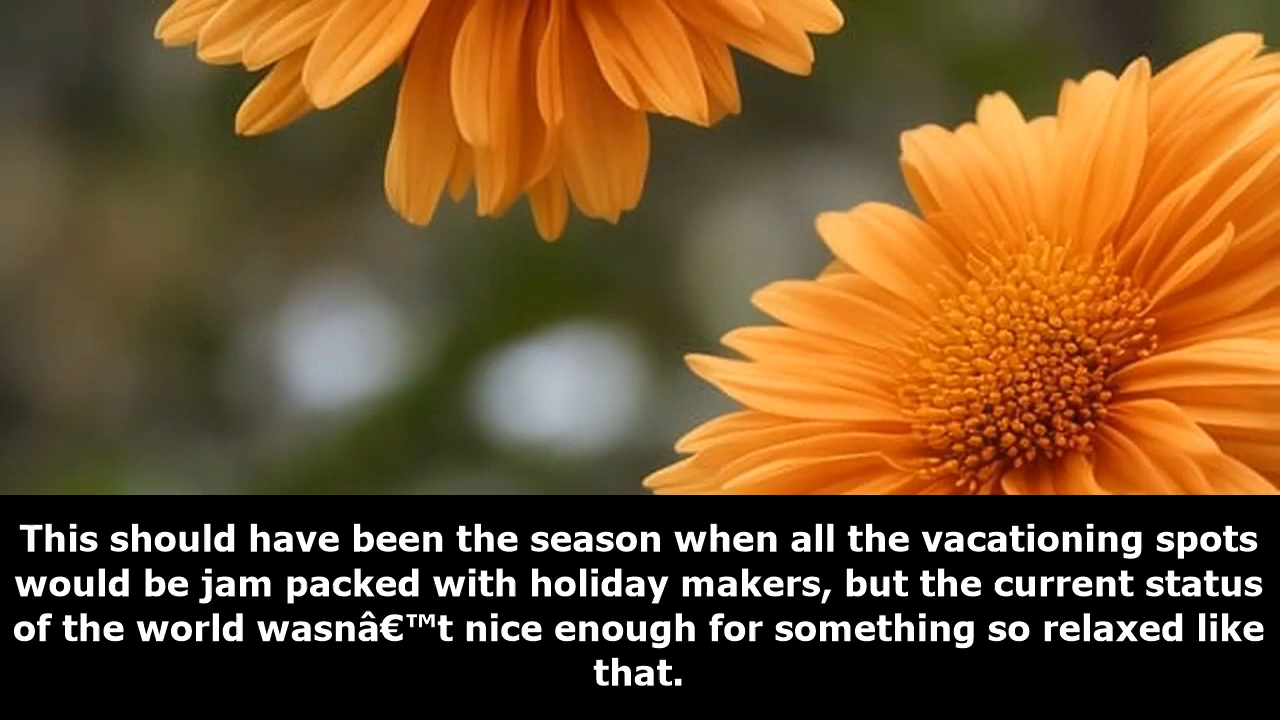 This should have been the season when all the vacationing spots
would be jam packed with holiday makers, but the current status
of the world wasnâ€™t nice enough for something so relaxed like
that.